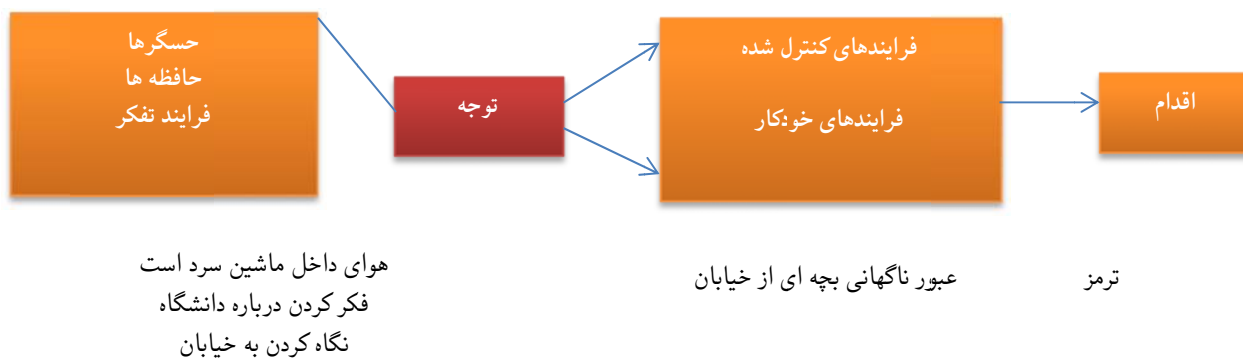 حسگرها
حافظه ها
فرایند تفکر
توجه
فرایندهای کنترل شده
فرایندهای خودکار
اقدام
هوای داخل ماشین سرد است
فکر کردن درباره دانشگاه
نگاه کردن به خیابان
عبور ناگهانی بچه ای از خیابان
ترمز